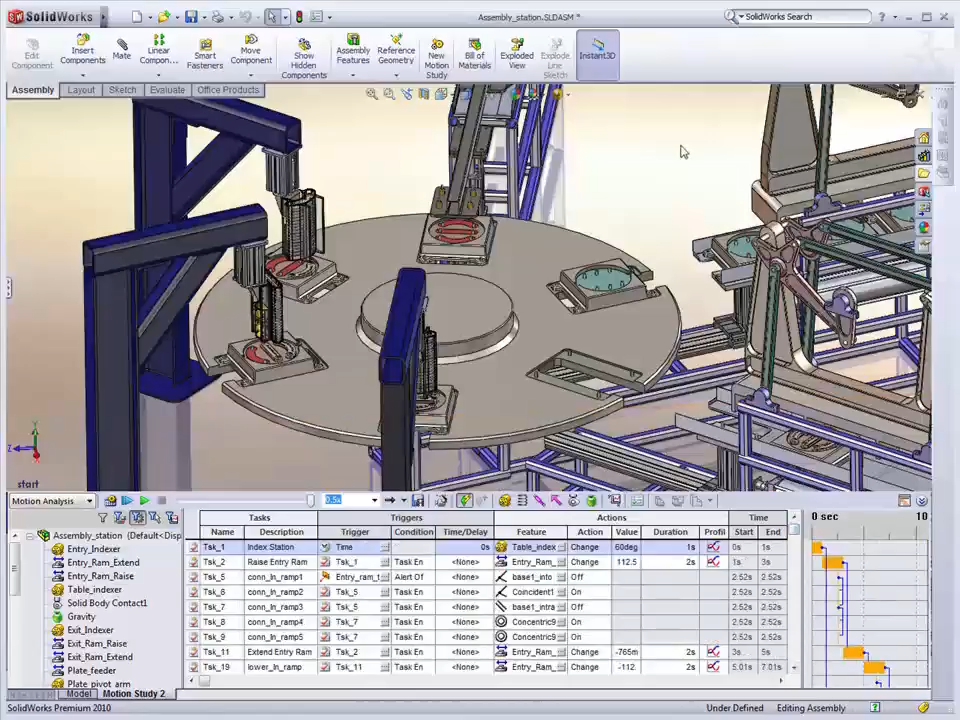 SolidWorks
Assembly_station.SLDASM *
SolidWorks Search
Edit Component
Insert Components
Mate
Linear Compon...
Smart Fasteners
Move Component
Show Hidden Components
Assembly Features
Reference Geometry
New Motion Study
Bill of Materials
Exploded View
Explode Line Sketch
Instant3D
Assembly Layout Sketch Evaluate Office Products
Y
Z
start
Motion Analysis
0.5x
Assembly_station (Default<Disp
Entry_Indexer
Entry_Ram_Extend
Entry_Ram_Raise
Table_indexer
Solid Body Contact1
Gravity
Exit_Indexer
Exit_Ram_Raise
Exit_Ram_Extend
Plate_feeder
Plate_pivot_arm
Tasks Triggers Actions Time
Name Description Trigger Condition Time/Delay Feature Action Value Duration Profil Start End
Tsk_1 Index Station Time 0s Table_index Change 60deg 1s 0s 1s
Tsk_2 Raise Entry Ram Tsk_1 Task En <None> Entry_Ram_ Change 112.5 2s 1s 3s
Tsk_5 conn_In_ramp1 Entry_ram_t Alert Of <None> base1_into Off 2.52s 2.52s
Tsk_6 conn_In_ramp2 Tsk_5 Task En <None> Coincident1 On 2.52s 2.52s
Tsk_7 conn_In_ramp3 Tsk_5 Task En <None> base1_intra Off 2.52s 2.52s
Tsk_8 conn_In_ramp4 Tsk_7 Task En <None> Concentric9 On 2.52s 2.52s
Tsk_9 conn_In_ramp5 Tsk_7 Task En <None> Concentric9 On 2.52s 2.52s
Tsk_11 Extend Entry Ram Tsk_2 Task En <None> Entry_Ram_ Change -765m 2s 3s 5s
Tsk_19 lower_In_ramp Tsk_11 Task En <None> Entry_Ram_ Change -112. 2s 5.01s 7.01s
0 sec 10
Model Motion Study 2
SolidWorks Premium 2010
Under Defined Editing Assembly